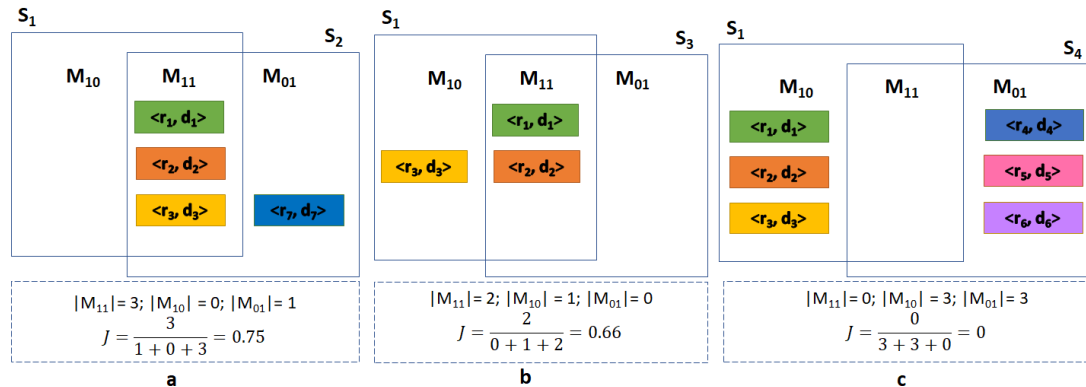 S₁
S₂
M₁₀ M₁₁ M₀₁
<r₁, d₁>
<r₂, d₂>
<r₃, d₃> <r₇, d₇>
|M₁₁|= 3; |M₁₀| = 0; |M₀₁| = 1
J = 3 / (1 + 0 + 3) = 0.75
a
S₁
S₃
M₁₀ M₁₁ M₀₁
<r₁, d₁>
<r₃, d₃> <r₂, d₂>
|M₁₁|= 2; |M₁₀| = 1; |M₀₁| = 0
J = 2 / (0 + 1 + 2) = 0.66
b
S₁
S₄
M₁₀ M₁₁ M₀₁
<r₁, d₁> <r₄, d₄>
<r₂, d₂> <r₅, d₅>
<r₃, d₃> <r₆, d₆>
|M₁₁|= 0; |M₁₀| = 3; |M₀₁| = 3
J = 0 / (3 + 3 + 0) = 0
c